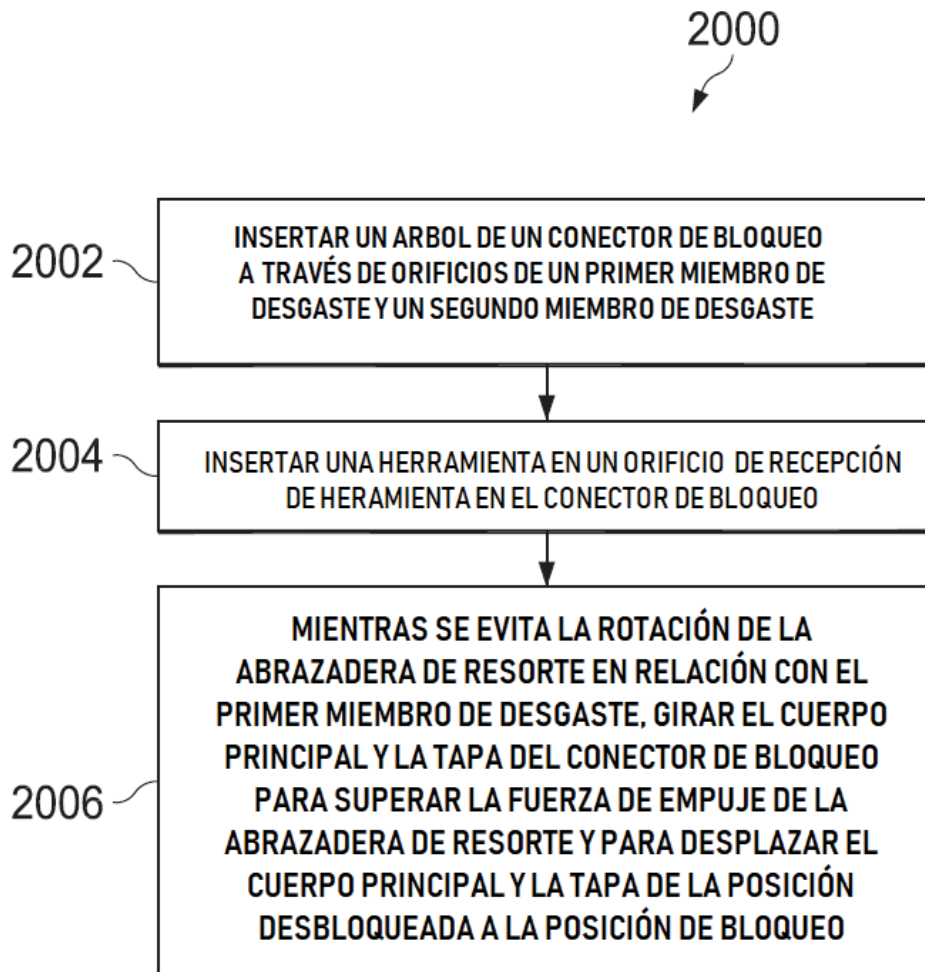 2000
2002
INSERTAR UN ARBOL DE UN CONECTOR DE BLOQUEO
A TRAVÉS DE ORIFICIOS DE UN PRIMER MIEMBRO DE
DESGASTE Y UN SEGUNDO MIEMBRO DE DESGASTE
2004
INSERTAR UNA HERRAMIENTA EN UN ORIFICIO DE RECEPCIÓN
DE HERAMIENTA EN EL CONECTOR DE BLOQUEO
2006
MIENTRAS SE EVITA LA ROTACIÓN DE LA
ABRAZADERA DE RESORTE EN RELACIÓN CON EL
PRIMER MIEMBRO DE DESGASTE, GIRAR EL CUERPO
PRINCIPAL Y LA TAPA DEL CONECTOR DE BLOQUEO
PARA SUPERAR LA FUERZA DE EMPUJE DE LA
ABRAZADERA DE RESORTE Y PARA DESPLAZAR EL
CUERPO PRINCIPAL Y LA TAPA DE LA POSICIÓN
DESBLOQUEADA A LA POSICIÓN DE BLOQUEO